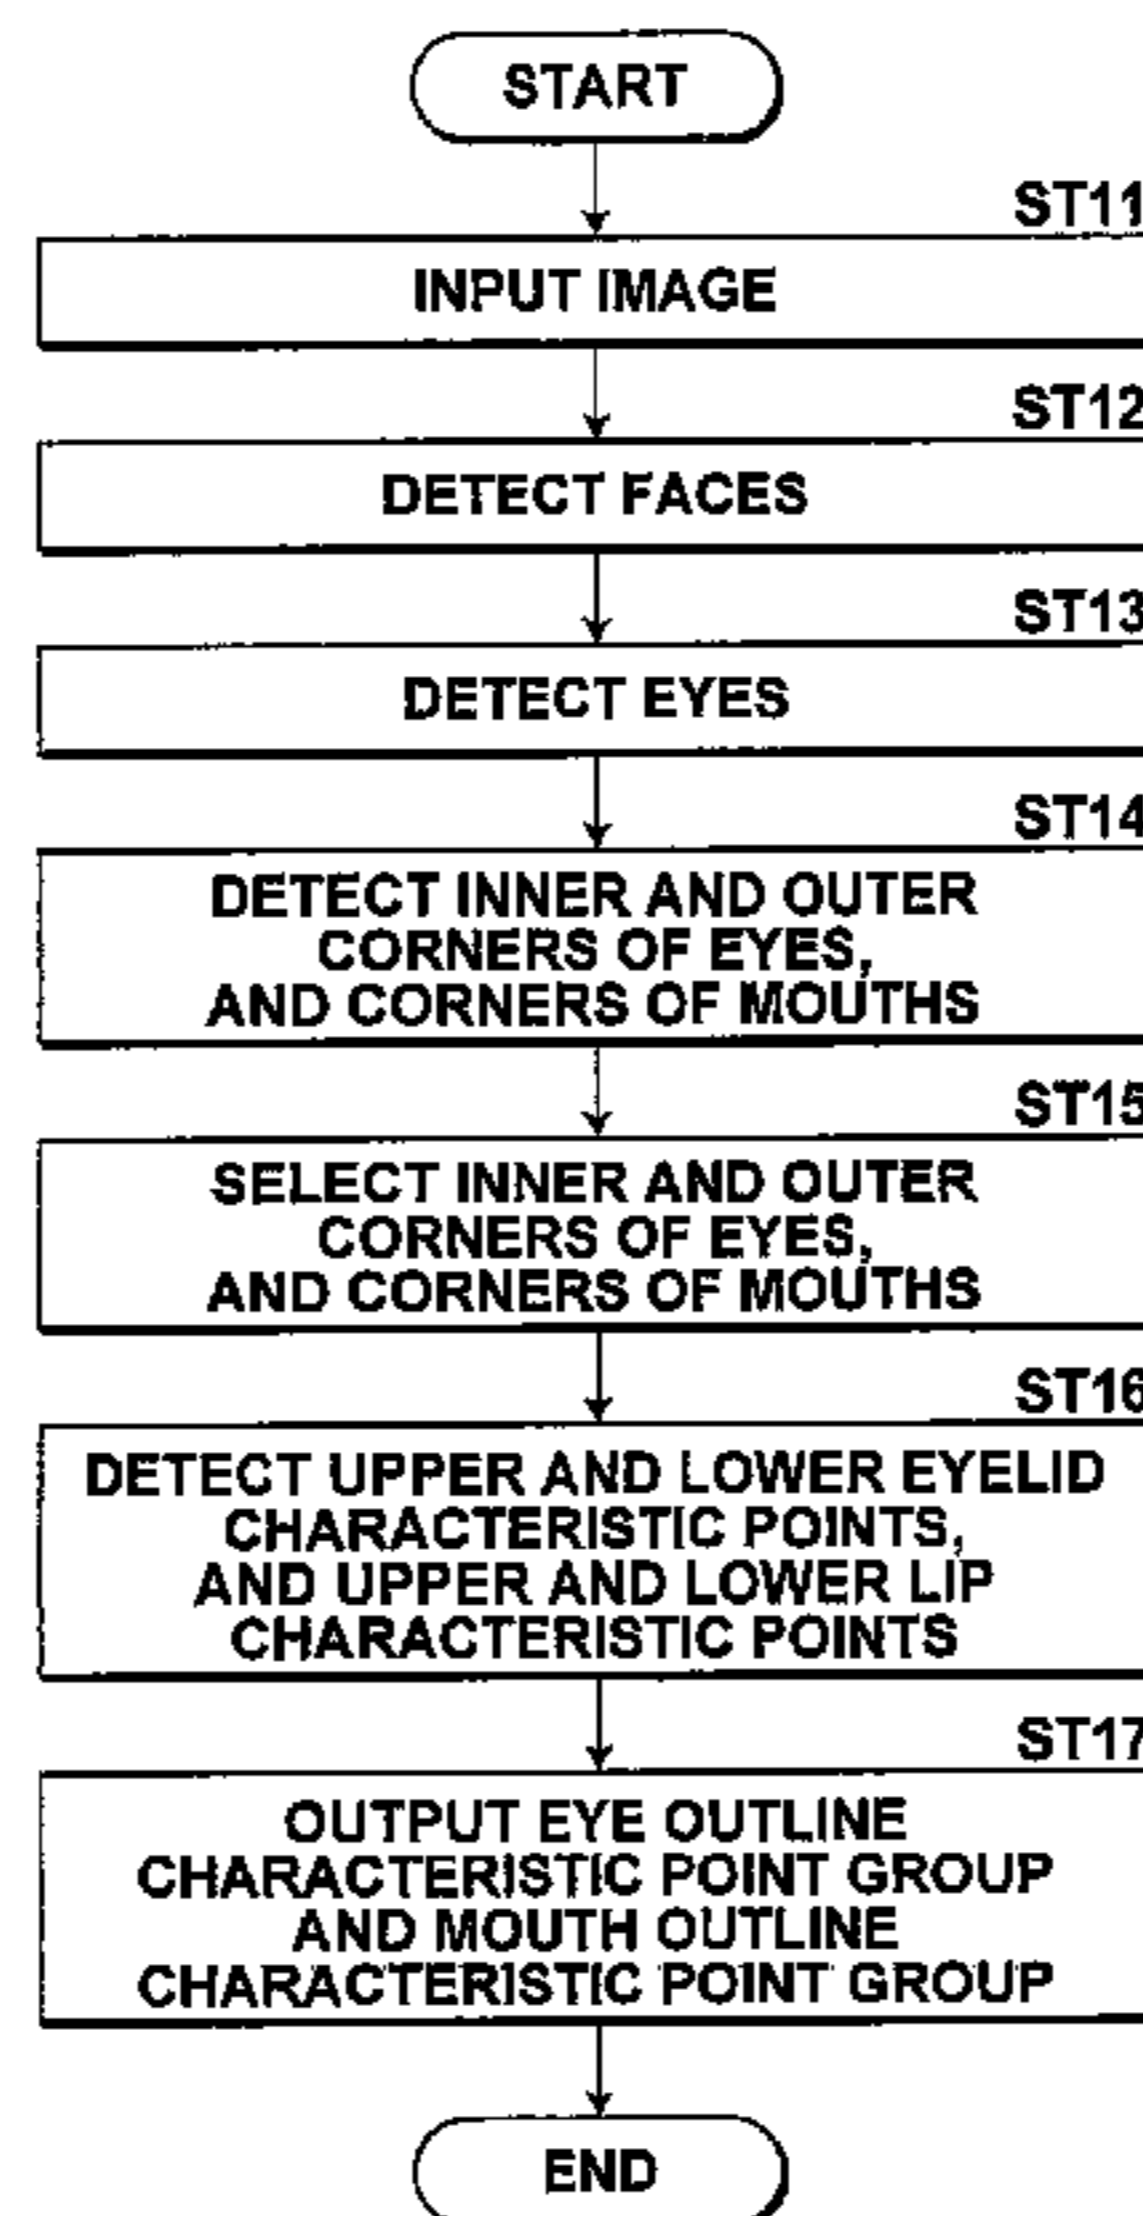 START
ST11
INPUT IMAGE
ST12
DETECT FACES
ST13
DETECT EYES
ST14
DETECT INNER AND OUTER
CORNERS OF EYES,
AND CORNERS OF MOUTHS
ST15
SELECT INNER AND OUTER
CORNERS OF EYES,
AND CORNERS OF MOUTHS
ST16
DETECT UPPER AND LOWER EYELID
CHARACTERISTIC POINTS,
AND UPPER AND LOWER LIP
CHARACTERISTIC POINTS
ST17
OUTPUT EYE OUTLINE
CHARACTERISTIC POINT GROUP
AND MOUTH OUTLINE
CHARACTERISTIC POINT GROUP
END